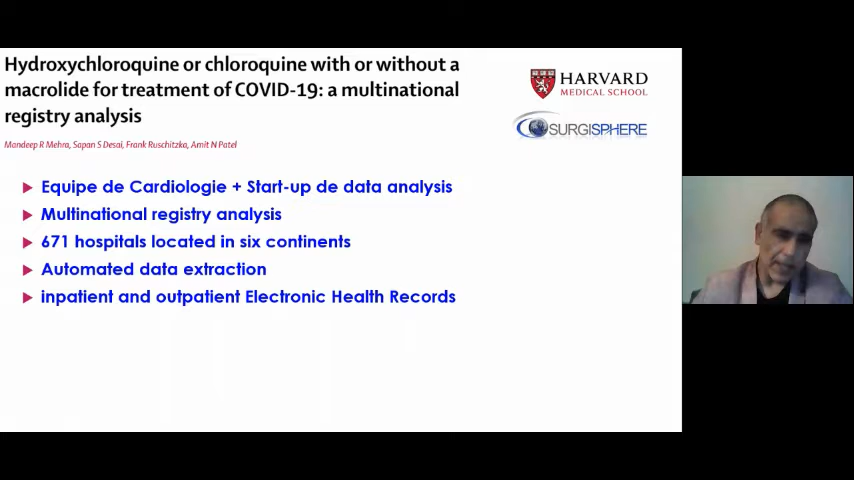 Hydroxychloroquine or chloroquine with or without a
macrolide for treatment of COVID-19: a multinational
registry analysis
Mandeep R Mehra, Sapan S Desai, Frank Ruschitzka, Amit N Patel
HARVARD
MEDICAL SCHOOL
SURGISPHERE
Equipe de Cardiologie + Start-up de data analysis
Multinational registry analysis
671 hospitals located in six continents
Automated data extraction
inpatient and outpatient Electronic Health Records